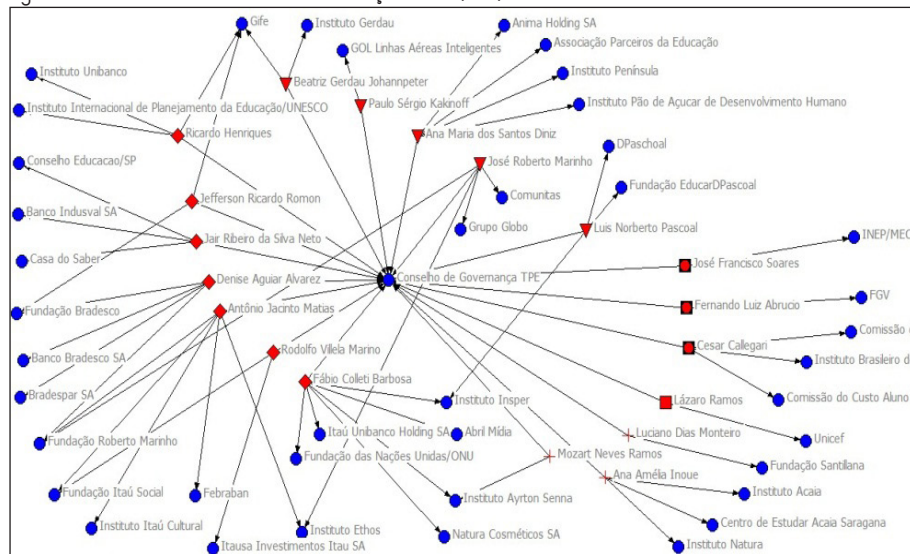 Gife
Instituto Gerdau
Anima Holding SA
GOL Linhas Aéreas Inteligentes
Associação Parceiros da Educação
Instituto Unibanco
Beatriz Gerdau Johannpeter
Instituto Península
Instituto Internacional de Planejamento da Educação/UNESCO
Paulo Sérgio Kakinoff
Instituto Pão de Açucar de Desenvolvimento Humano
Ricardo Henriques
Ana Maria dos Santos Diniz
DPaschoal
Conselho Educacao/SP
José Roberto Marinho
Fundação EducarDPascoal
Jefferson Ricardo Romon
Comunitas
Banco Indusval SA
Grupo Globo
Luis Norberto Pascoal
INEP/MEC
Jair Ribeiro da Silva Neto
Casa do Saber
José Francisco Soares
Denise Aguiar Alvarez
Conselho de Governança TPE
FGV
Fundação Bradesco
Antônio Jacinto Matias
Fernando Luiz Abrucio
Comissão
Rodolfo Vilela Marino
Cesar Callegari
Banco Bradesco SA
Instituto Brasileiro
Fábio Coleti Barbosa
Bradespar SA
Instituto Insper
Lázaro Ramos
Comissão do Custo Aluno
Itaú Unibanco Holding SA
Abril Mídia
Luciano Dias Monteiro
Unicef
Fundação Roberto Marinho
Fundação das Nações Unidas/ONU
Mozart Neves Ramos
Fundação Santillana
Ana Amélia Inoue
Fundação Itaú Social
Febraban
Instituto Ayrton Senna
Instituto Acaia
Instituto Itaú Cultural
Instituto Ethos
Natura Cosméticos SA
Centro de Estudar Acaia Saragana
Itausa Investimentos Itau SA
Instituto Natura